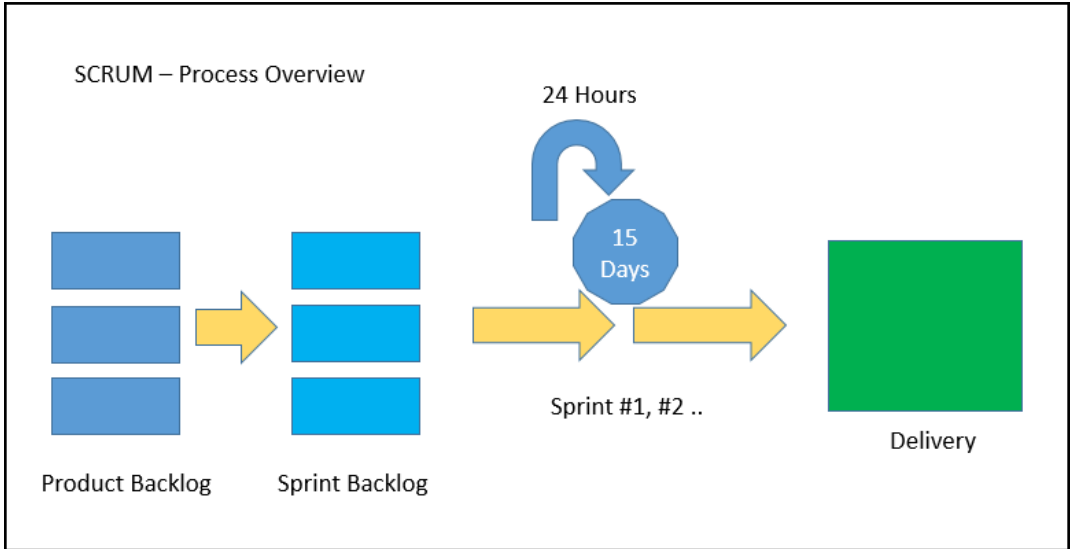 SCRUM – Process Overview
24 Hours
15
Days
Sprint #1, #2 ..
Delivery
Product Backlog
Sprint Backlog